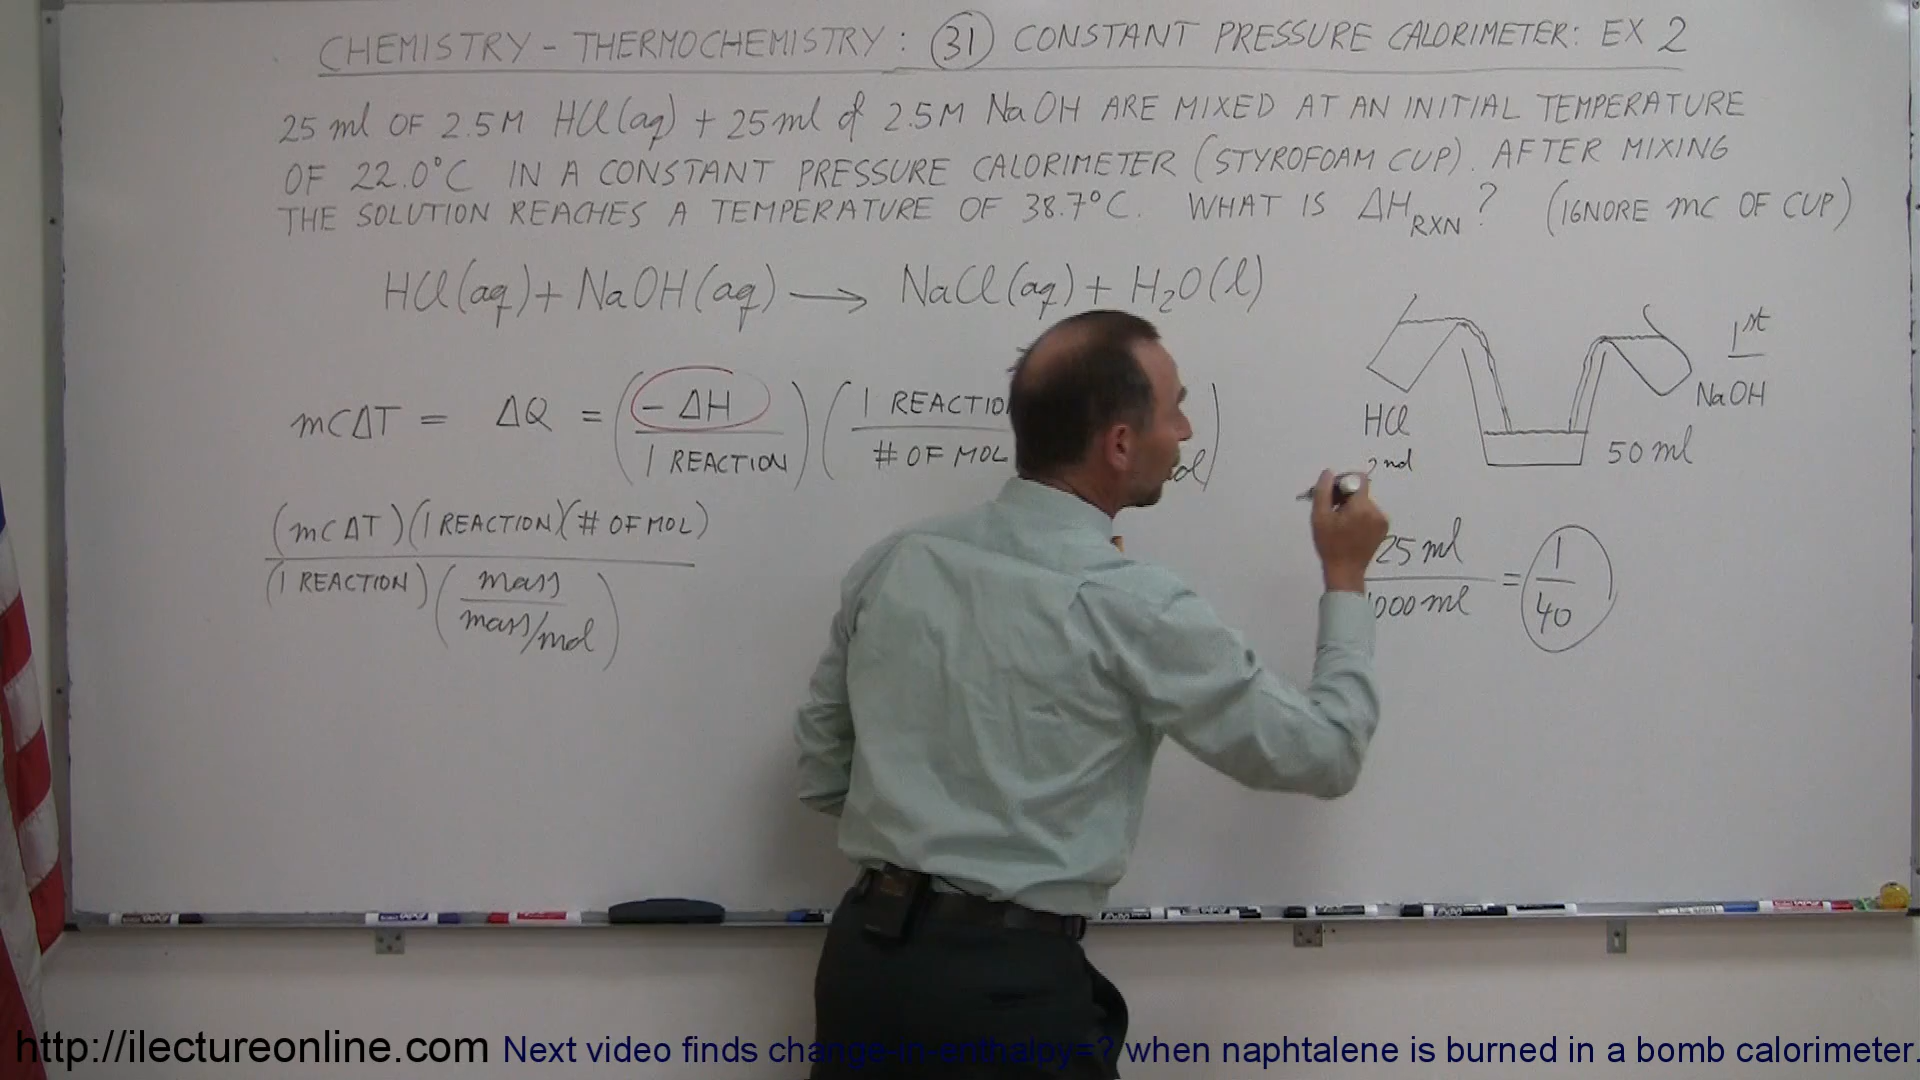 CHEMISTRY - THERMOCHEMISTRY : 31 CONSTANT PRESSURE CALORIMETER: EX 2
25 ml OF 2.5M HCl(aq) + 25 ml of 2.5M NaOH ARE MIXED AT AN INITIAL TEMPERATURE
OF 22.0°C IN A CONSTANT PRESSURE CALORIMETER (STYROFOAM CUP). AFTER MIXING
THE SOLUTION REACHES A TEMPERATURE OF 38.7°C. WHAT IS ΔH RXN ? (IGNORE mC OF CUP)
HCl(aq) + NaOH(aq) → NaCl(aq) + H₂O(l)
mCΔT = ΔQ = (-ΔH / 1 REACTION) (1 REACTIO / # OF MOL
(mCΔT)(1 REACTION)(# OF MOL)
(1 REACTION) (mass / mass/mol)
1st
NaOH
HCl
nd
50 ml
25 ml / 000 ml = 1/40
http://ilectureonline.com Next video finds change-in-enthalpy=? when naphtalene is burned in a bomb calorimeter.